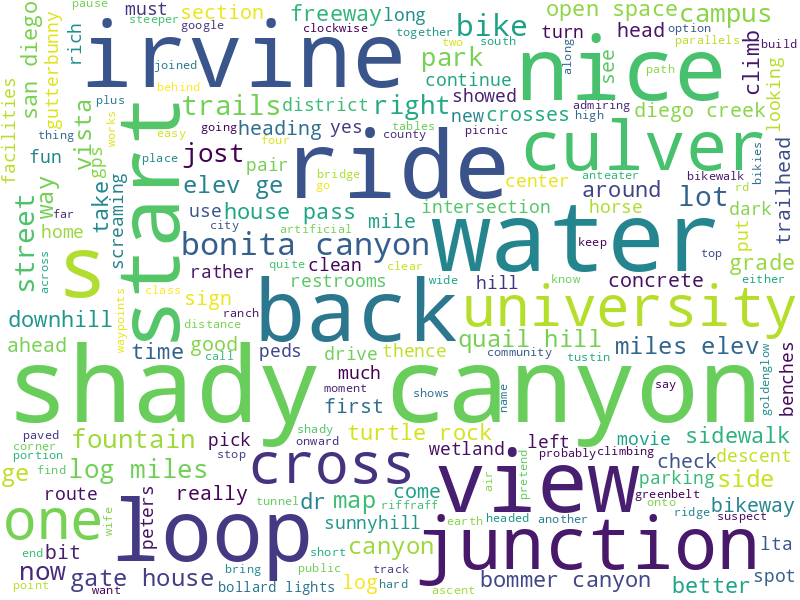 pause steeper google clockwise must section freeway long together two south along option parallels open space campus
irvine nice bike turn head joined path build
rich san diego gutterbunny behind plus park see climb
facilities vista trails district right continue showed admiring diego creek looking
thing works start easy new crosses high
gps way fun yes heading going county tables picnic culver
jost pair four ride place bridge go anteater bikewalk rd bikies trailhead
street take screaming elev ge center around lot
home use house pass mile intersection horse dark put
far across s city artificial water keep top grade
bonita canyon quite clear wide know either
rather clean restrooms hill concrete
waypoints class sign ranch back university
downhill distance good call peds drive thence quail hill miles elev
ahead time much community tustin benches goldenglow
moment shows first name say
shady canyon
corner paved fountain shady onward pick turtle rock left movie sidewalk
portion stop wetland probably climbing descent
ge find log miles cross view check side
route really dr map come parking greenbelt
one wife peters tunnel riffraff air pretend onto bikeway
loop sunnyhill earth headed another ridge suspect
end bit short canyon junction lta
now gate house bring public track log bommer canyon spot
point want bollard lights hard ascent better